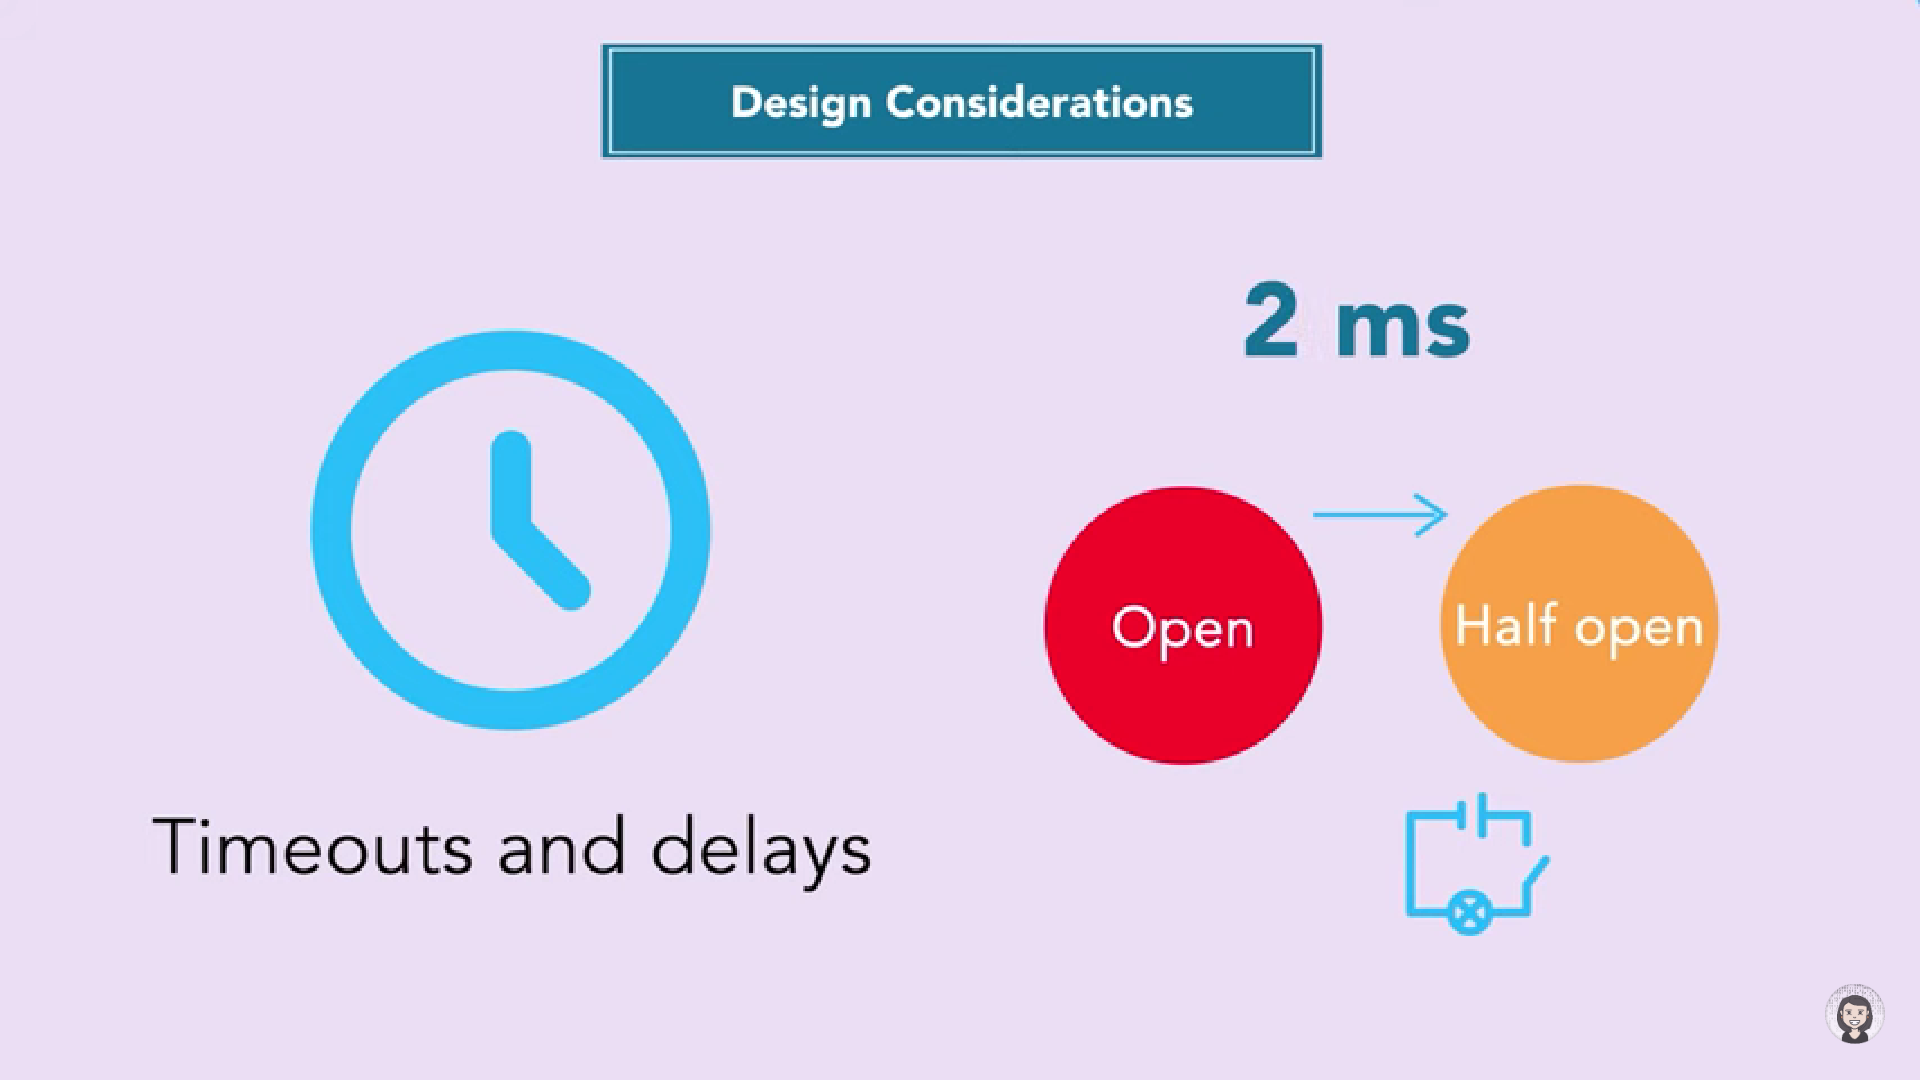 Design Considerations
2 ms
Open
Half open
Timeouts and delays